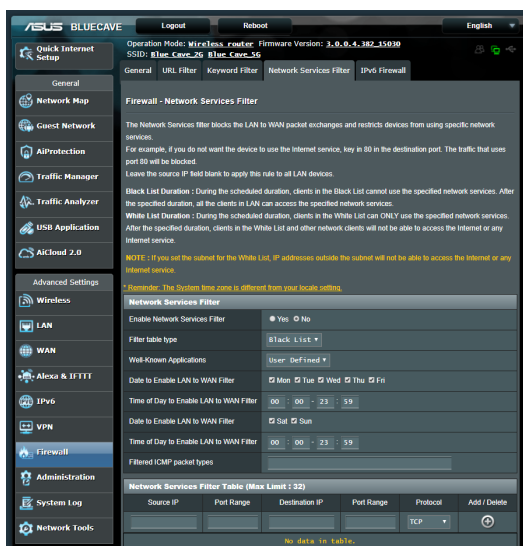 ASUS BLUECAVE Logout Reboot English
Quick Internet Setup
Operation Mode: Wireless router Firmware Version: 3.0.0.4.382_15030
SSID: Blue Cave_2G Blue Cave_5G
General URL Filter Keyword Filter Network Services Filter IPv6 Firewall
General
Network Map
Guest Network
AiProtection
Traffic Manager
Traffic Analyzer
USB Application
AiCloud 2.0
Advanced Settings
Wireless
LAN
WAN
Alexa & IFTTT
IPv6
VPN
Firewall
Administration
System Log
Network Tools
Firewall - Network Services Filter
The Network Services filter blocks the LAN to WAN packet exchanges and restricts devices from using specific network
services.
For example, if you do not want the device to use the Internet service, key in 80 in the destination port. The traffic that uses
port 80 will be blocked.
Leave the source IP field blank to apply this rule to all LAN devices.
Black List Duration : During the scheduled duration, clients in the Black List cannot use the specified network services. After
the specified duration, all the clients in LAN can access the specified network services.
White List Duration : During the scheduled duration, clients in the White List can ONLY use the specified network services.
After the specified duration, clients in the White List and other network clients will not be able to access the Internet or any
Internet service.
NOTE : If you set the subnet for the White List, IP addresses outside the subnet will not be able to access the Internet or any
Internet service.
* Reminder: The System time zone is different from your locale setting.
Network Services Filter
Enable Network Services Filter Yes No
Filter table type Black List
Well-Known Applications User Defined
Date to Enable LAN to WAN Filter Mon Tue Wed Thu Fri
Time of Day to Enable LAN to WAN Filter 00 : 00 - 23 : 59
Date to Enable LAN to WAN Filter Sat Sun
Time of Day to Enable LAN to WAN Filter 00 : 00 - 23 : 59
Filtered ICMP packet types
Network Services Filter Table (Max Limit : 32)
Source IP Port Range Destination IP Port Range Protocol Add / Delete
TCP
No data in table.